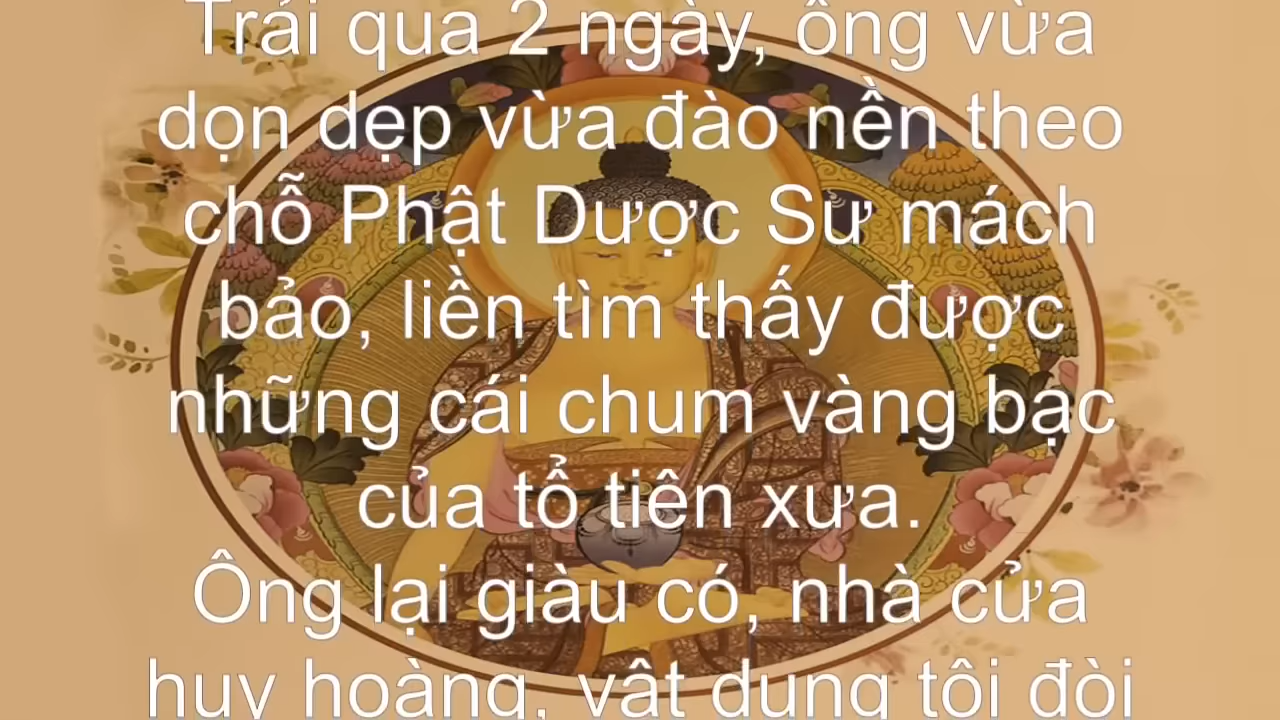 Trải qua 2 ngày, ông vừa
dọn dẹp vừa đào nền theo
chỗ Phật Dược Sư mách
bảo, liền tìm thấy được
những cái chum vàng bạc
của tổ tiên xưa.
Ông lại giàu có, nhà cửa
huy hoàng, vật dụng tôi đòi